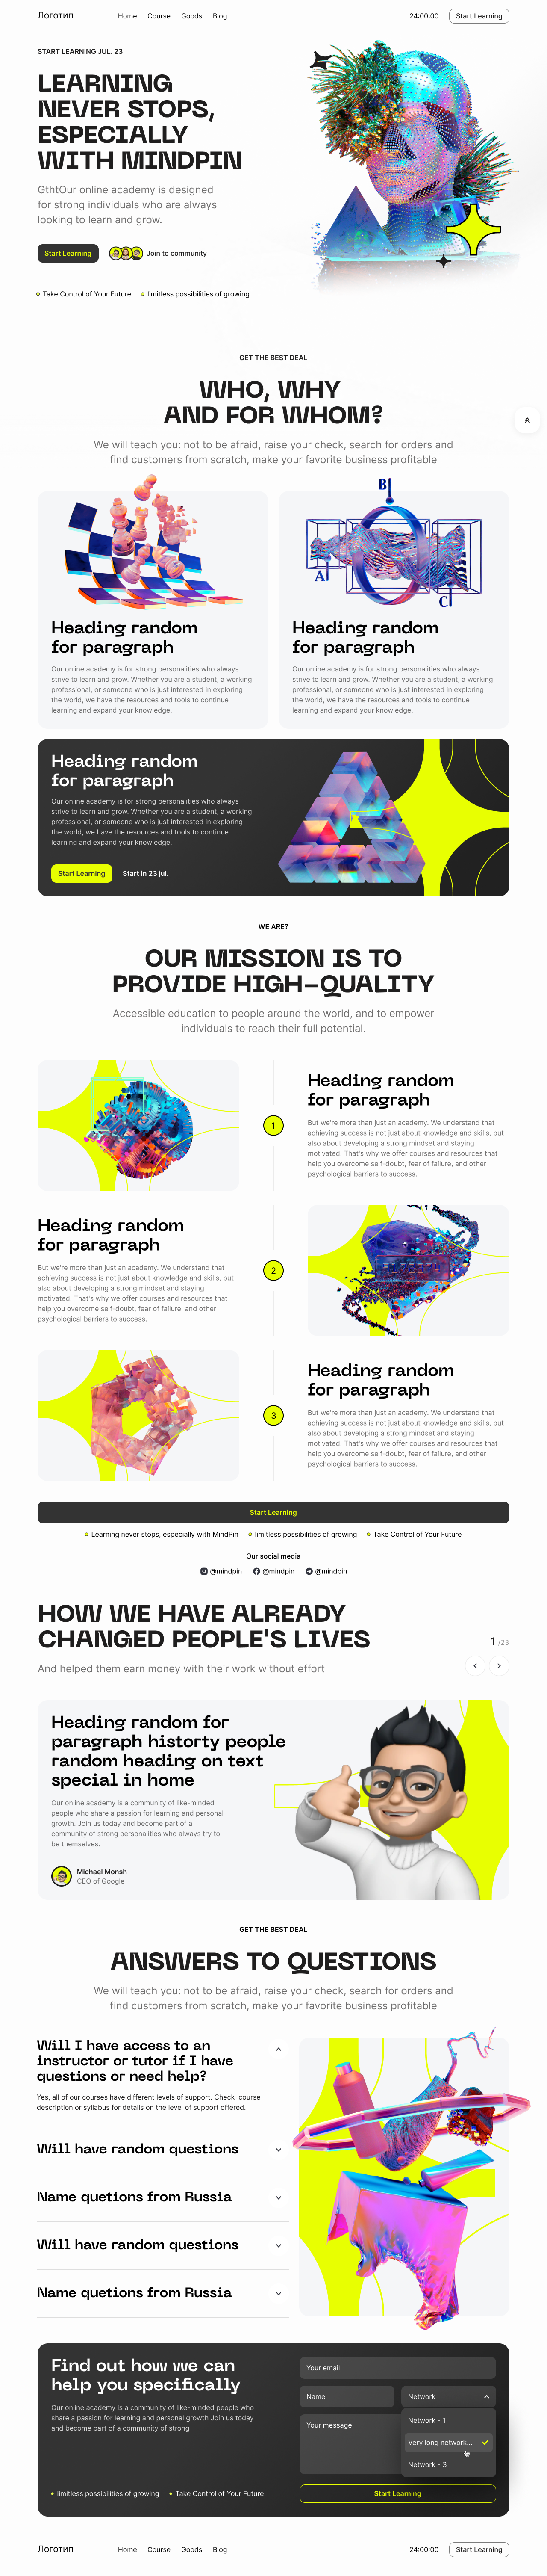 Логотип
Home Course Goods Blog
24:00:00 Start Learning
START LEARNING JUL. 23
LEARNING
NEVER STOPS,
ESPECIALLY
WITH MINDPIN
GthtOur online academy is designed
for strong individuals who are always
looking to learn and grow.
Start Learning Join to community
Take Control of Your Future limitless possibilities of growing
GET THE BEST DEAL
WHO, WHY
AND FOR WHOM?
We will teach you: not to be afraid, raise your check, search for orders and
find customers from scratch, make your favorite business profitable
Heading random
for paragraph
Our online academy is for strong personalities who always
strive to learn and grow. Whether you are a student, a working
professional, or someone who is just interested in exploring
the world, we have the resources and tools to continue
learning and expand your knowledge.
B
A
C
Heading random
for paragraph
Our online academy is for strong personalities who always
strive to learn and grow. Whether you are a student, a working
professional, or someone who is just interested in exploring
the world, we have the resources and tools to continue
learning and expand your knowledge.
Heading random
for paragraph
Our online academy is for strong personalities who always
strive to learn and grow. Whether you are a student, a working
professional, or someone who is just interested in exploring
the world, we have the resources and tools to continue
learning and expand your knowledge.
Start Learning Start in 23 jul.
WE ARE?
OUR MISSION IS TO
PROVIDE HIGH-QUALITY
Accessible education to people around the world, and to empower
individuals to reach their full potential.
1
Heading random
for paragraph
But we're more than just an academy. We understand that
achieving success is not just about knowledge and skills, but
also about developing a strong mindset and staying
motivated. That's why we offer courses and resources that
help you overcome self-doubt, fear of failure, and other
psychological barriers to success.
Heading random
for paragraph
But we're more than just an academy. We understand that
achieving success is not just about knowledge and skills, but
also about developing a strong mindset and staying
motivated. That's why we offer courses and resources that
help you overcome self-doubt, fear of failure, and other
psychological barriers to success.
2
3
Heading random
for paragraph
But we're more than just an academy. We understand that
achieving success is not just about knowledge and skills, but
also about developing a strong mindset and staying
motivated. That's why we offer courses and resources that
help you overcome self-doubt, fear of failure, and other
psychological barriers to success.
Start Learning
Learning never stops, especially with MindPin limitless possibilities of growing Take Control of Your Future
Our social media
@mindpin @mindpin @mindpin
HOW WE HAVE ALREADY
CHANGED PEOPLE'S LIVES
And helped them earn money with their work without effort
1 /23
Heading random for
paragraph historty people
random heading on text
special in home
Our online academy is a community of like-minded
people who share a passion for learning and personal
growth. Join us today and become part of a
community of strong personalities who always try to
be themselves.
Michael Monsh
CEO of Google
GET THE BEST DEAL
ANSWERS TO QUESTIONS
We will teach you: not to be afraid, raise your check, search for orders and
find customers from scratch, make your favorite business profitable
Will I have access to an
instructor or tutor if I have
questions or need help?
Yes, all of our courses have different levels of support. Check course
description or syllabus for details on the level of support offered.
Will have random questions
Name quetions from Russia
Will have random questions
Name quetions from Russia
Find out how we can
help you specifically
Our online academy is a community of like-minded people who
share a passion for learning and personal growth. Join us today
and become part of a community of strong
limitless possibilities of growing Take Control of Your Future
Your email
Name
Network
Your message
Network - 1
Very long network...
Network - 3
Start Learning
Логотип
Home Course Goods Blog
24:00:00 Start Learning